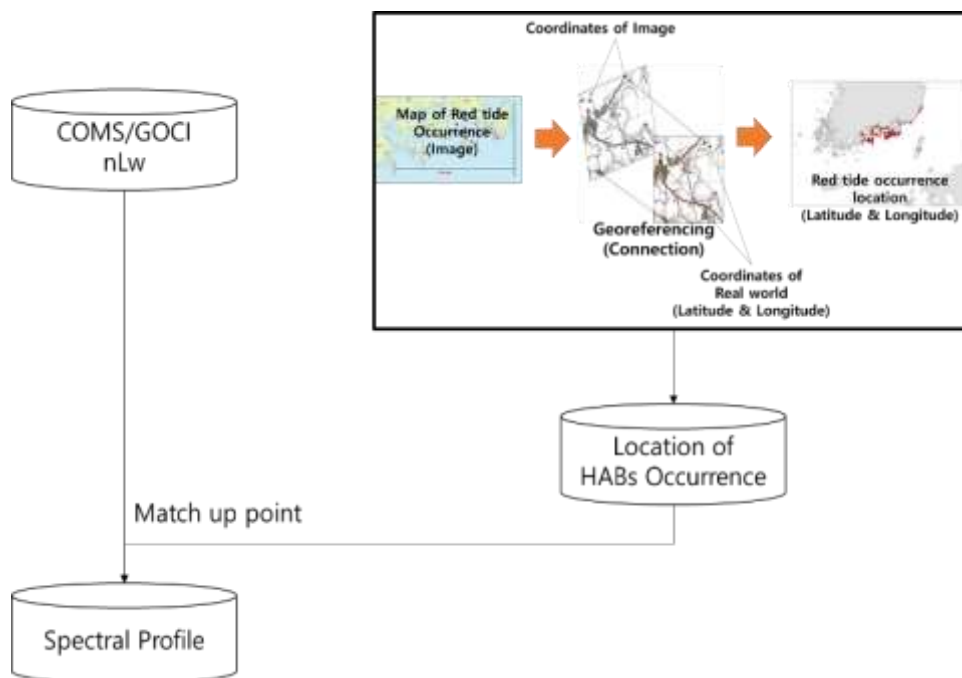 COMS/GOCI
nLw
Coordinates of Image
Map of Red tide
Occurrence
(Image)
Georeferencing
(Connection)
Coordinates of
Real world
(Latitude & Longitude)
Red tide occurrence
location
(Latitude & Longitude)
Location of
HABs Occurrence
Match up point
Spectral Profile